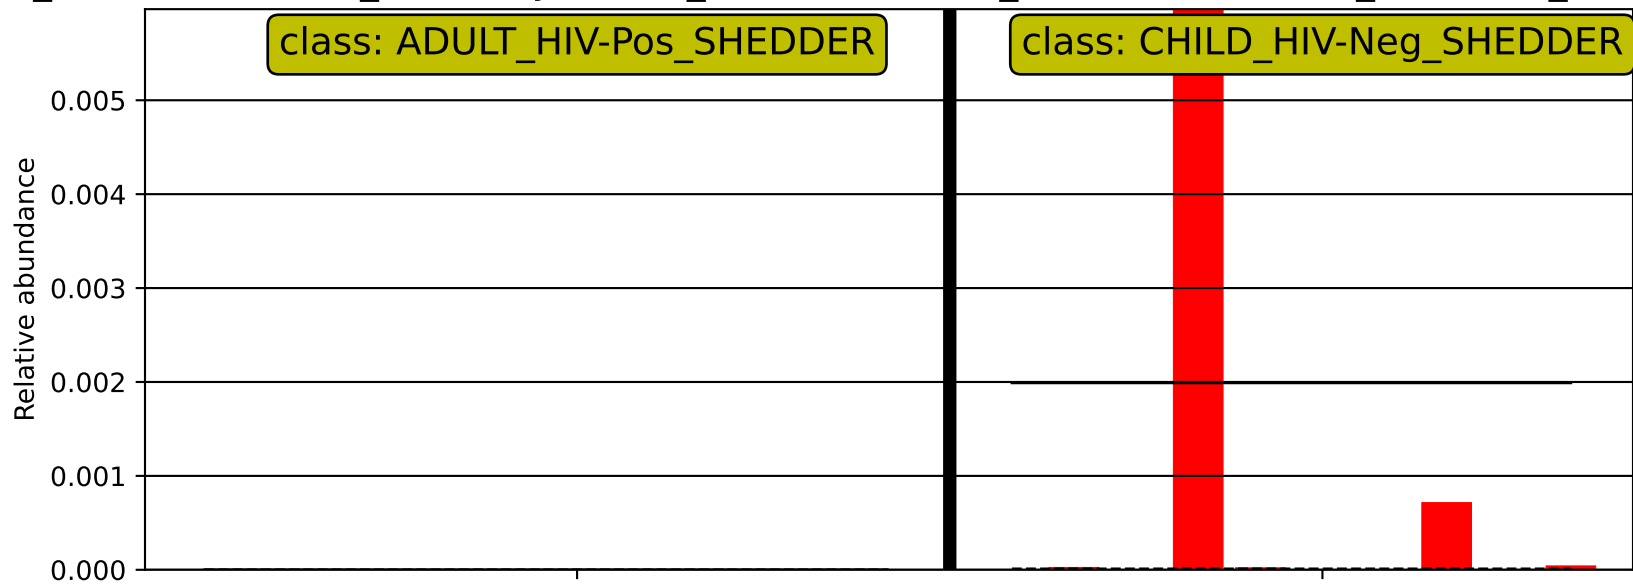 class: ADULT_HIV-Pos_SHEDDER
class: CHILD_HIV-Neg_SHEDDER
0.005
0.004
0.003
0.002
0.001
0.000
Relative abundance